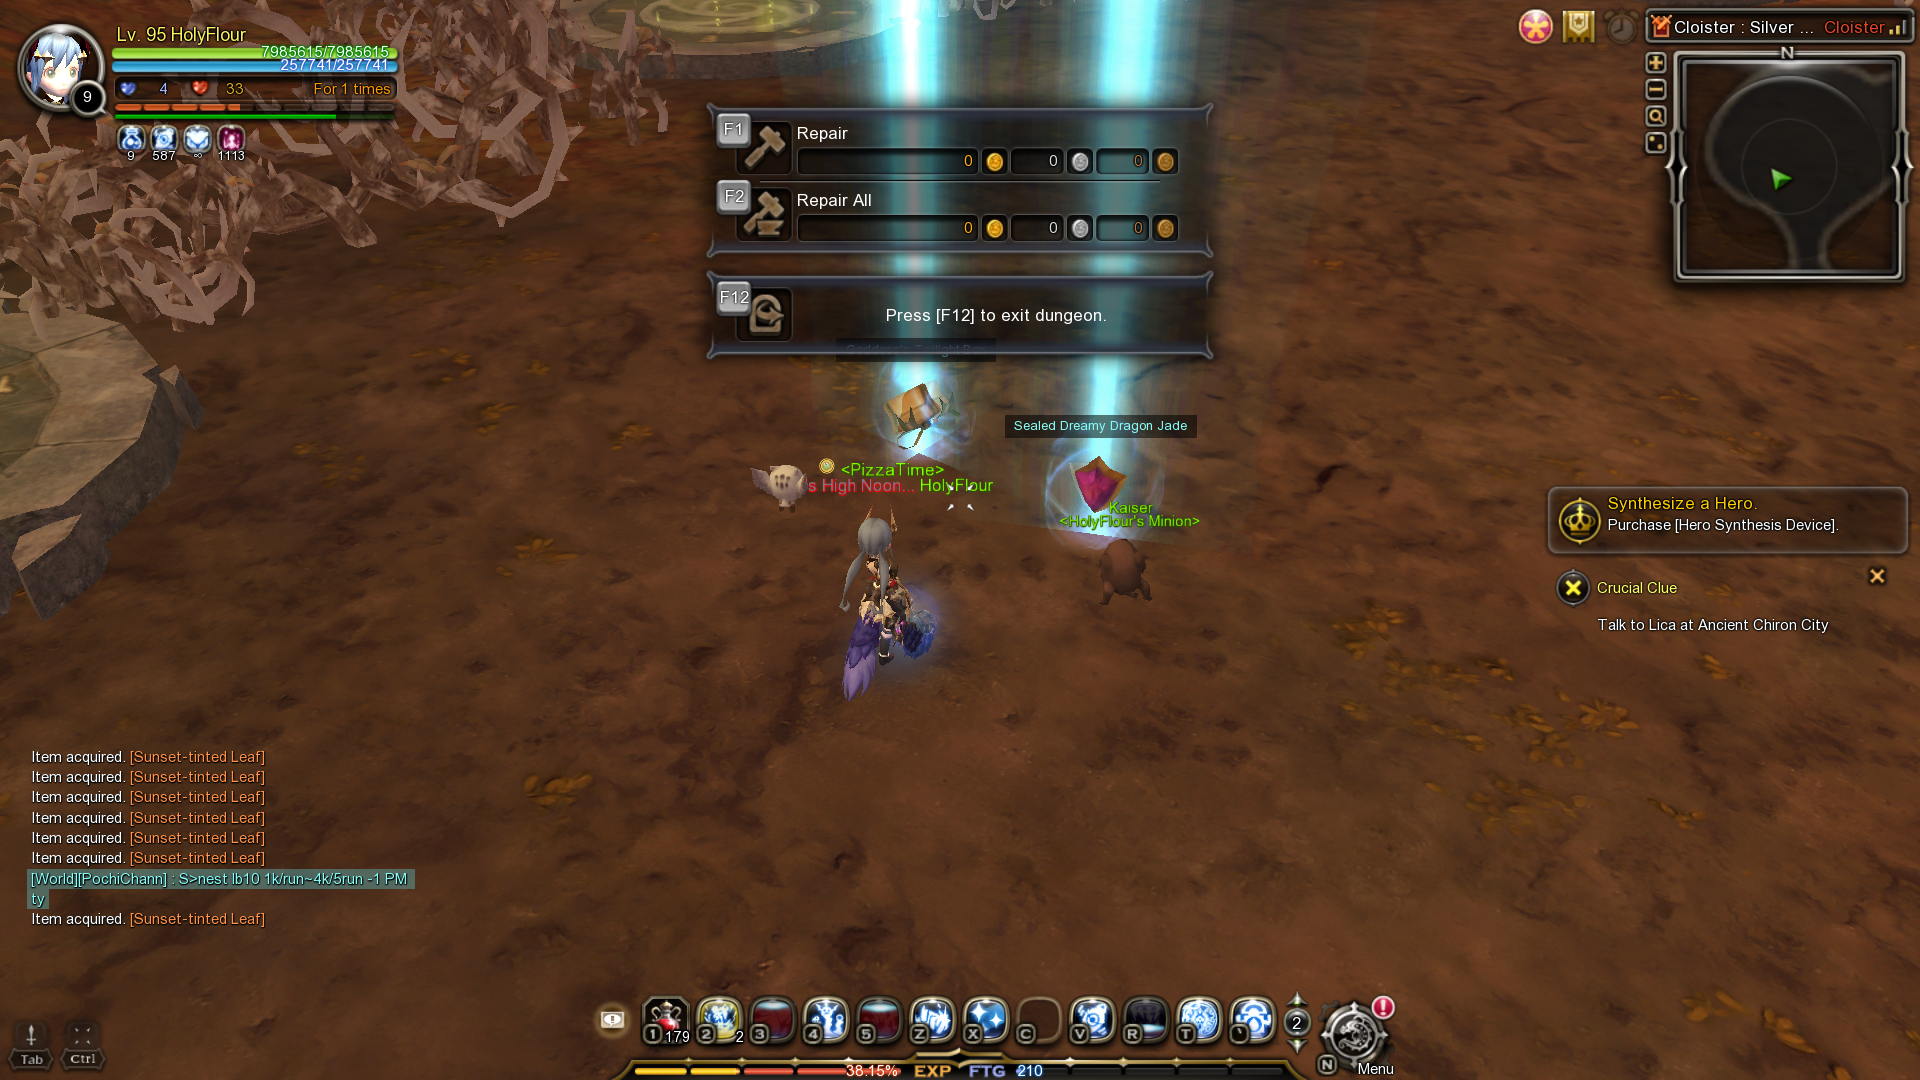 Lv. 95 HolyFlour
7985615/7985615
257741/257741
4 33 For 1 times
9
9 587 ∞ 1113
F1 Repair
0 0 0
F2 Repair All
0 0 0
F12 Press [F12] to exit dungeon.
Cloister : Silver ... Cloister
N
Sealed Dreamy Dragon Jade
<PizzaTime>
s High Noon... HolyFlour
Kaiser
<HolyFlour's Minion>
Synthesize a Hero.
Purchase [Hero Synthesis Device].
Crucial Clue
Talk to Lica at Ancient Chiron City
Item acquired. [Sunset-tinted Leaf]
Item acquired. [Sunset-tinted Leaf]
Item acquired. [Sunset-tinted Leaf]
Item acquired. [Sunset-tinted Leaf]
Item acquired. [Sunset-tinted Leaf]
Item acquired. [Sunset-tinted Leaf]
[World][PochiChann] : S>nest lb10 1k/run~4k/5run -1 PM
ty
Item acquired. [Sunset-tinted Leaf]
Tab Ctrl
1 179 2 2 3 4 5 Z X C V R T 2
38.15% EXP FTG 210
N Menu